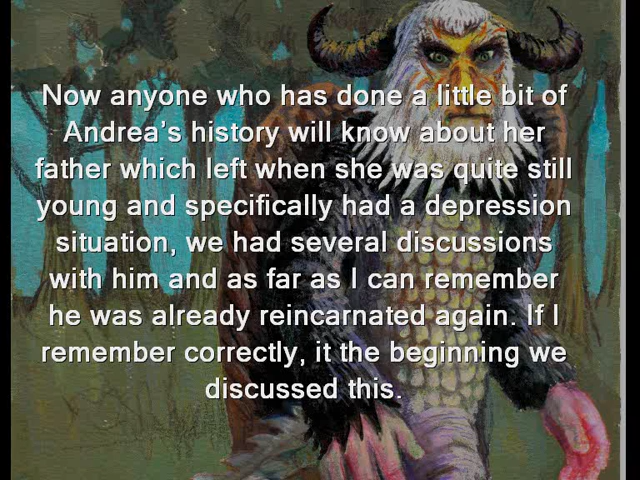 Now anyone who has done a little bit of
Andrea's history will know about her
father which left when she was quite still
young and specifically had a depression
situation, we had several discussions
with him and as far as I can remember
he was already reincarnated again. If I
remember correctly, it the beginning we
discussed this.